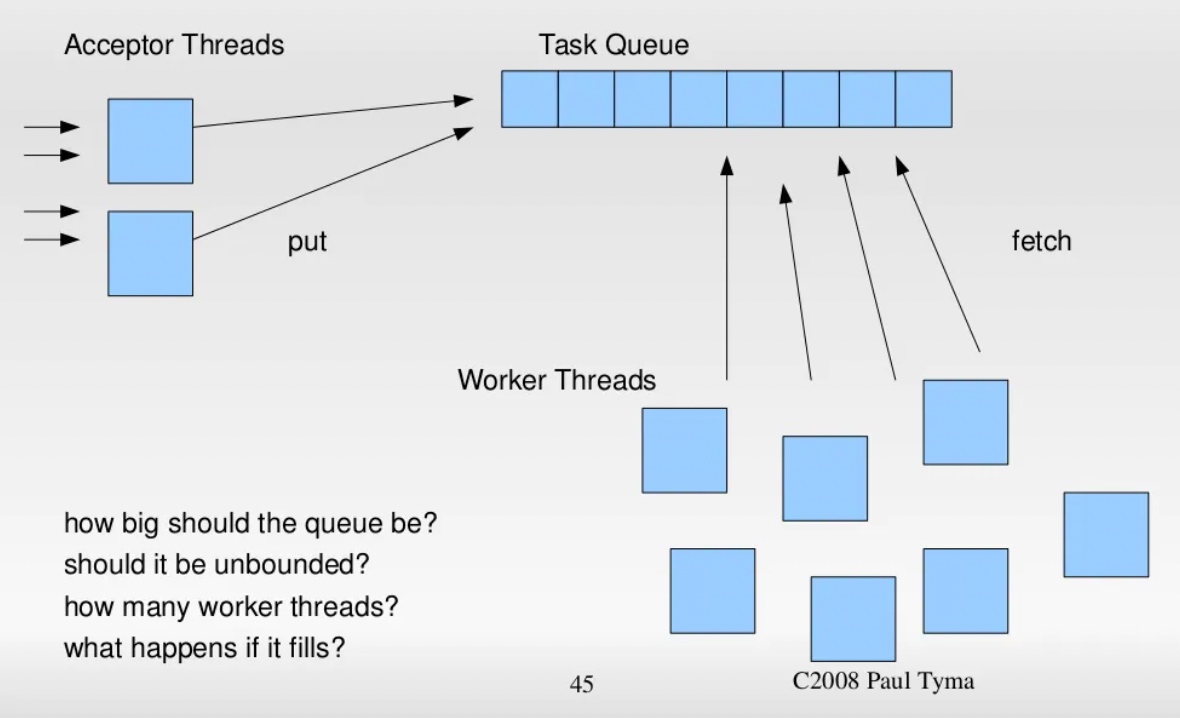 Acceptor Threads
Task Queue
put
fetch
Worker Threads
how big should the queue be?
should it be unbounded?
how many worker threads?
what happens if it fills?
45
C2008 Paul Tyma